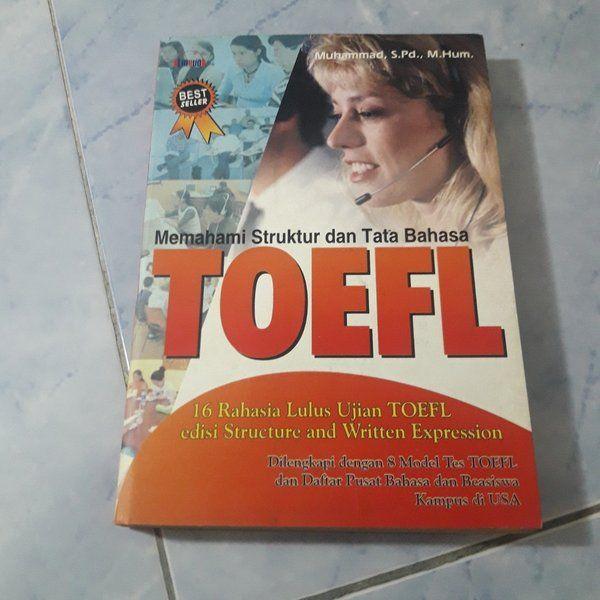 Muhammad, S.Pd., M.Hum.
BEST
SELLER
Memahami Struktur dan Tata Bahasa
TOEFL
16 Rahasia Lulus Ujian TOEFL
edisi Structure and Written Expression
Dilengkapi dengan 8 Model Tes TOEFL
dan Daftar Pusat Bahasa dan Beasiswa
Kampus di USA